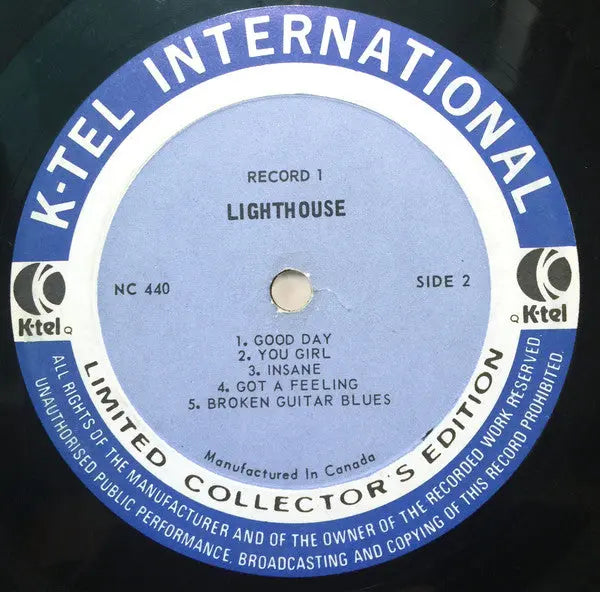 K-TEL INTERNATIONAL
RECORD 1
LIGHTHOUSE
NC 440
SIDE 2
K-tel
K-tel
1. GOOD DAY
2. YOU GIRL
3. INSANE
4. GOT A FEELING
5. BROKEN GUITAR BLUES
Manufactured In Canada
LIMITED COLLECTOR'S EDITION
ALL RIGHTS OF THE MANUFACTURER AND OF THE OWNER OF THE RECORDED WORK RESERVED.
UNAUTHORISED PUBLIC PERFORMANCE, BROADCASTING AND COPYING OF THIS RECORD PROHIBITED.